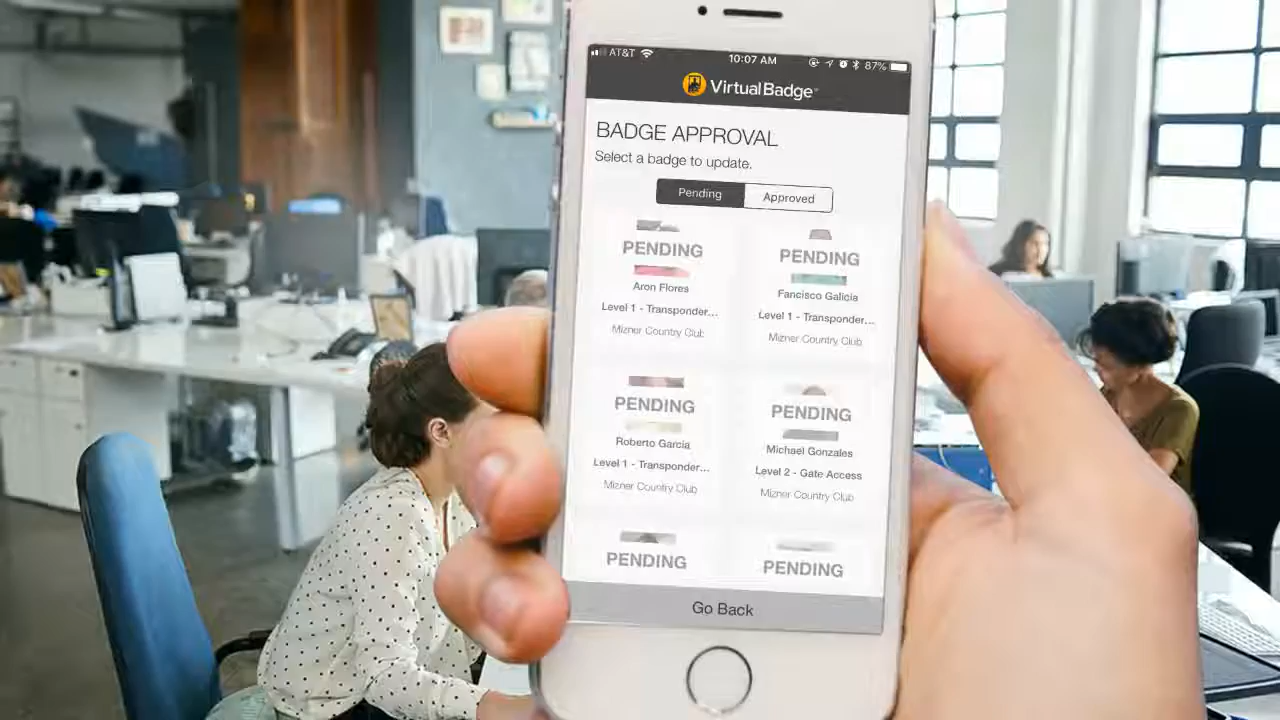 AT&T 10:07 AM 87%
VirtualBadge
BADGE APPROVAL
Select a badge to update.
Pending Approved
PENDING
Aron Flores
Level 1 - Transponder...
Mizner Country Club
PENDING
Fancisco Galicia
Level 1 - Transponder...
Mizner Country Club
PENDING
Roberto Garcia
Level 1 - Transponder...
Mizner Country Club
PENDING
Michael Gonzales
Level 2 - Gate Access
Mizner Country Club
PENDING
PENDING
Go Back